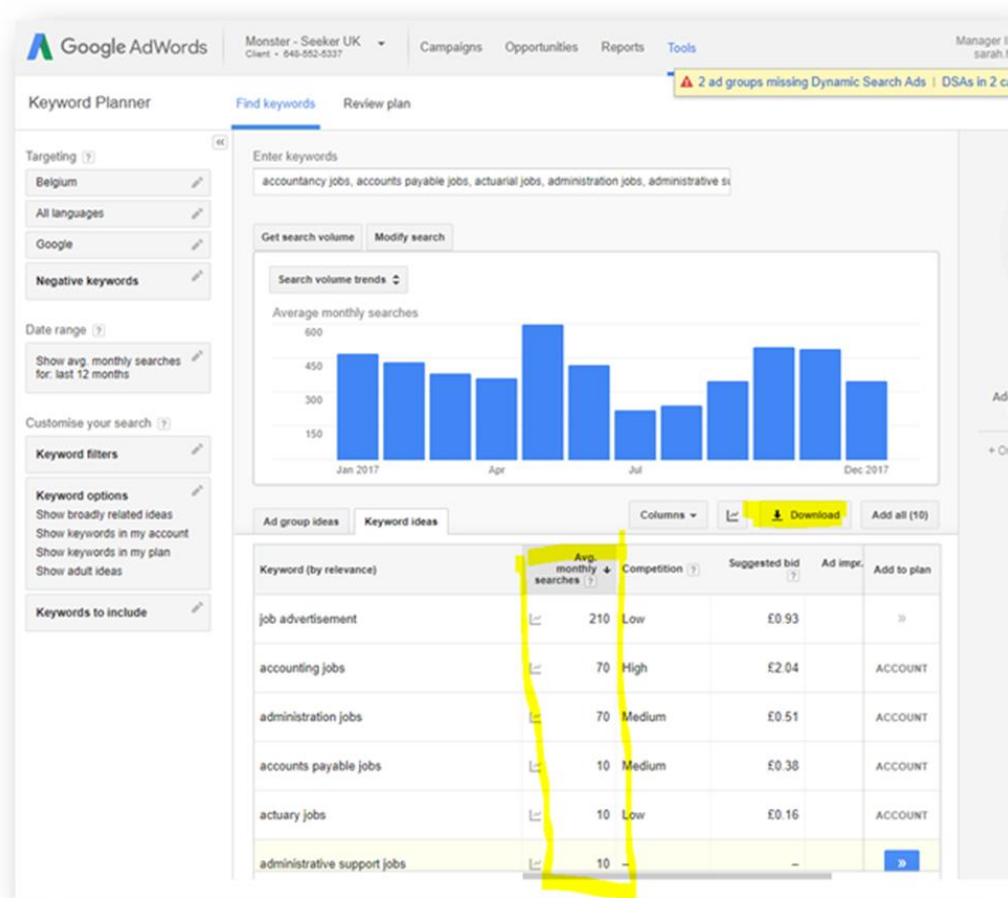 Google AdWords
Monster - Seeker UK
Client - 648-552-5337
Campaigns Opportunities Reports Tools
Manager
sarah.
2 ad groups missing Dynamic Search Ads | DSAs in 2
Keyword Planner
Find keywords Review plan
Targeting ?
Belgium
All languages
Google
Negative keywords
Date range ?
Show avg. monthly searches
for: last 12 months
Customise your search ?
Keyword filters
Keyword options
Show broadly related ideas
Show keywords in my account
Show keywords in my plan
Show adult ideas
Keywords to include
Enter keywords
accountancy jobs, accounts payable jobs, actuarial jobs, administration jobs, administrative su
Get search volume Modify search
Search volume trends
Average monthly searches
600
450
300
150
Jan 2017 Apr Jul Dec 2017
Ad group ideas Keyword ideas
Columns Download Add all (10)
Keyword (by relevance) Avg. monthly searches ? Competition ? Suggested bid ? Ad impr. Add to plan
job advertisement 210 Low £0.93 »
accounting jobs 70 High £2.04 ACCOUNT
administration jobs 70 Medium £0.51 ACCOUNT
accounts payable jobs 10 Medium £0.38 ACCOUNT
actuary jobs 10 Low £0.16 ACCOUNT
administrative support jobs 10 – – »